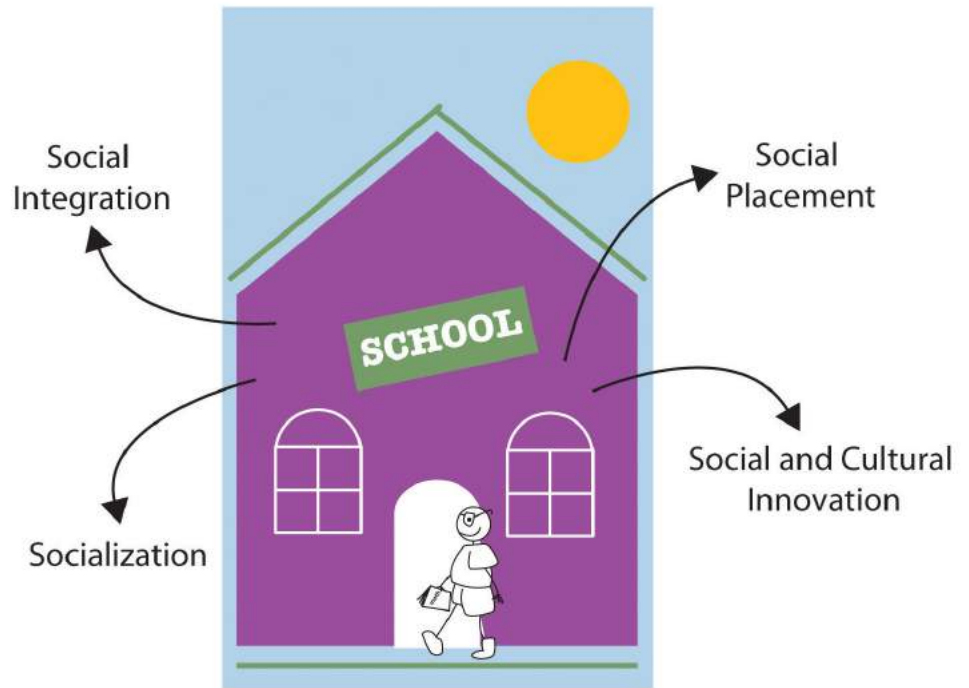 Social
Integration
Social
Placement
SCHOOL
Social and Cultural
Innovation
Socialization